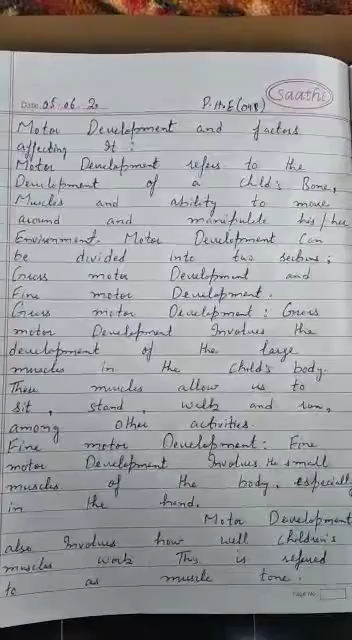 saathi
Date 05.06.20
P.H.E (048)
Motor Development and factors
affecting It :
Motor Development refers to the
Development of a child's Bone,
Muscles and ability to move
around and manipulate his/her
Environment. Motor Development Can
be divided into two sections;
Gross motor Development and
Fine motor Development.
Gross motor Development : Gross
motor Development Involves the
development of the large
muscles in the child's body.
These muscles allow us to
sit, stand, walk and run,
among other activities.
Fine motor Development: Fine
motor Development Involves the small
muscles of the body, especially
in the hand.
Motor Development
also Involves how well children's
muscles work. This is refered
to as muscle tone.
Page No.